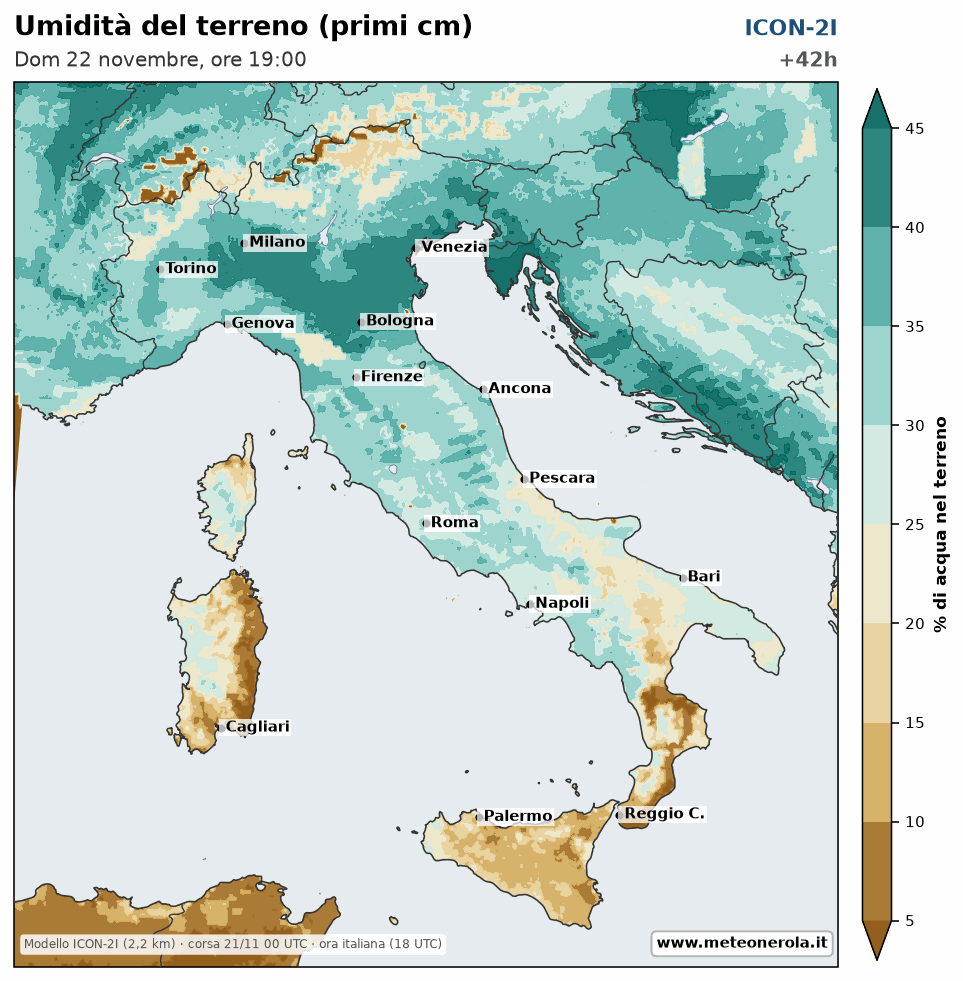 Umidità del terreno (primi cm)
ICON-2I
Dom 22 novembre, ore 19:00
+42h
45
40
35
30
25
20
15
10
5
% di acqua nel terreno
Milano
Venezia
Torino
Genova
Bologna
Firenze
Ancona
Pescara
Roma
Bari
Napoli
Cagliari
Palermo
Reggio C.
Modello ICON-2I (2,2 km) · corsa 21/11 00 UTC · ora italiana (18 UTC)
www.meteonerola.it